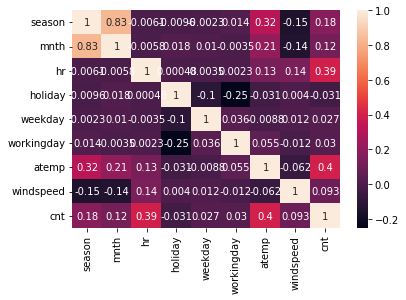 season 1 0.83 -0.0061 -0.0096 -0.0023 0.014 0.32 -0.15 0.18
mnth 0.83 1 -0.0058 0.018 0.01 -0.0035 0.21 -0.14 0.12
hr -0.0061 -0.0058 1 0.00048 -0.0035 0.0023 0.13 0.14 0.39
holiday -0.0096 0.018 0.00048 1 -0.1 -0.25 -0.031 0.004 -0.031
weekday -0.0023 0.01 -0.0035 -0.1 1 0.036 -0.0088 0.012 0.027
workingday 0.014 -0.0035 0.0023 -0.25 0.036 1 0.055 -0.012 0.03
atemp 0.32 0.21 0.13 -0.031 -0.0088 0.055 1 -0.062 0.4
windspeed -0.15 -0.14 0.14 0.004 0.012 -0.012 -0.062 1 0.093
cnt 0.18 0.12 0.39 -0.031 0.027 0.03 0.4 0.093 1
season
mnth
hr
holiday
weekday
workingday
atemp
windspeed
cnt
1.0
0.8
0.6
0.4
0.2
0.0
-0.2